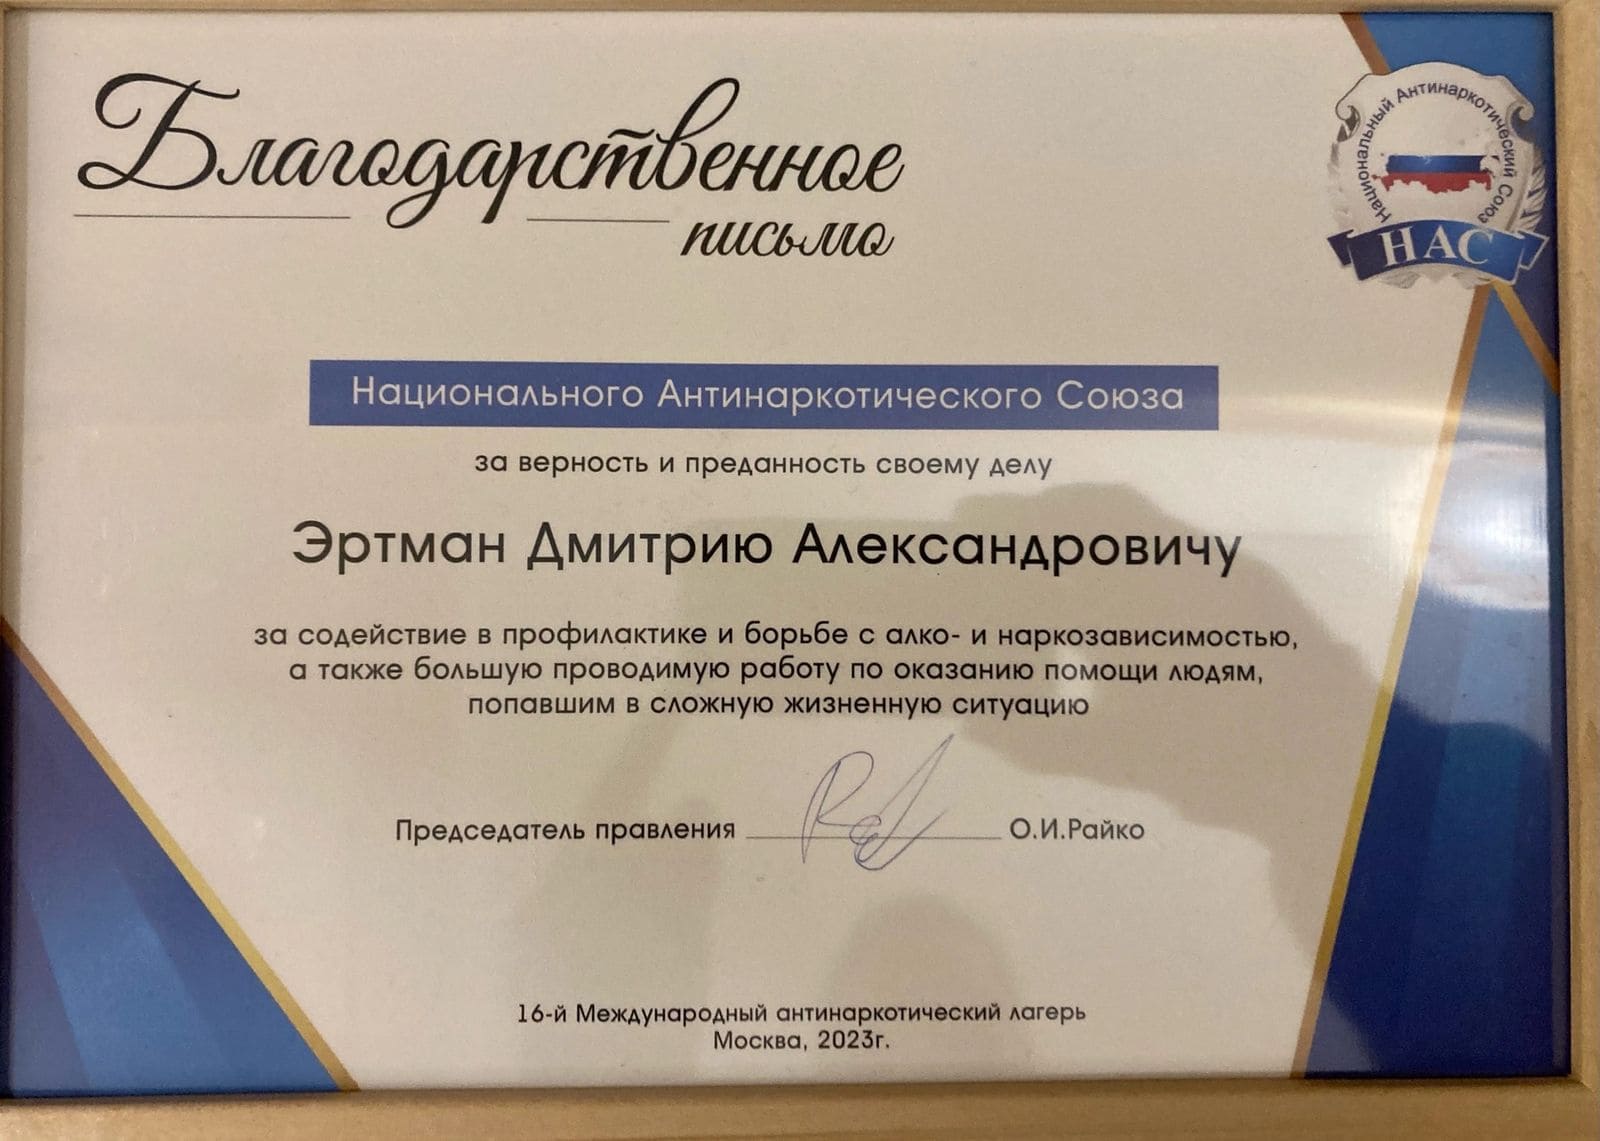 Благодарственное
письмо
Национальный Антинаркотический Союз
НАС
Национального Антинаркотического Союза
за верность и преданность своему делу
Эртман Дмитрию Александровичу
за содействие в профилактике и борьбе с алко- и наркозависимостью,
а также большую проводимую работу по оказанию помощи людям,
попавшим в сложную жизненную ситуацию
Председатель правления О.И.Райко
16-й Международный антинаркотический лагерь
Москва, 2023г.